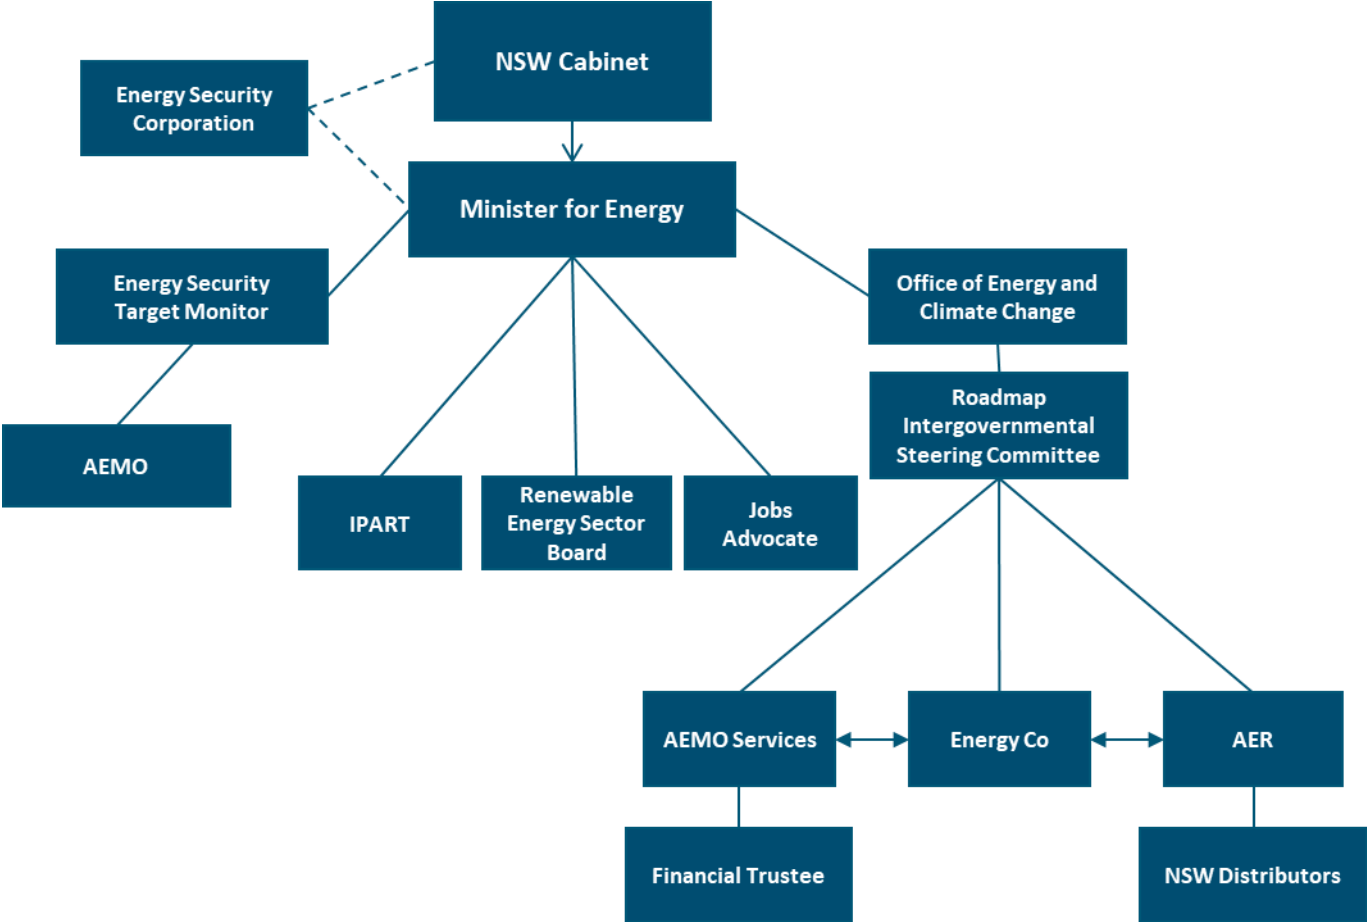 NSW Cabinet
Energy Security
Corporation
Minister for Energy
Energy Security
Target Monitor
Office of Energy and
Climate Change
Roadmap
Intergovernmental
Steering Committee
AEMO
IPART
Renewable
Energy Sector
Board
Jobs
Advocate
AEMO Services
Energy Co
AER
Financial Trustee
NSW Distributors